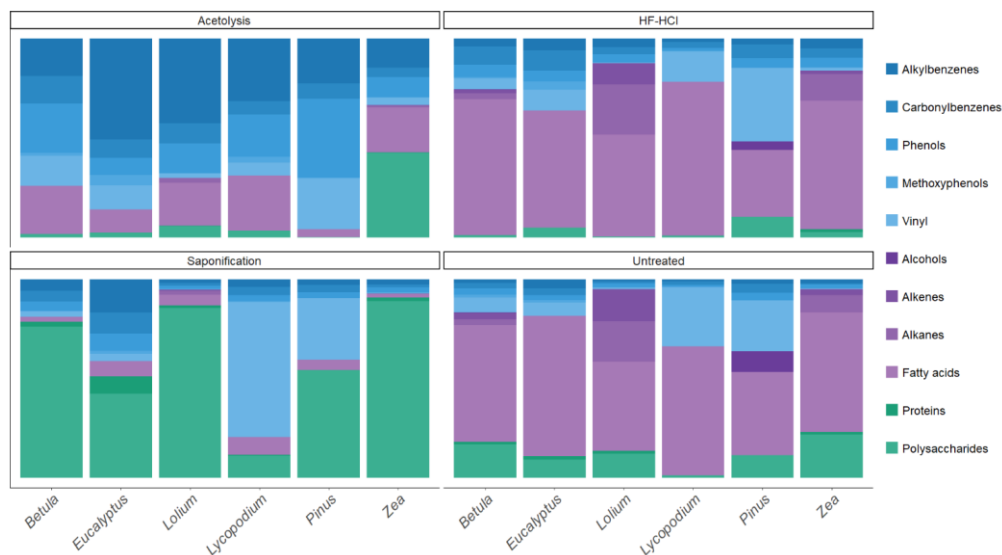 Acetolysis
HF-HCl
Saponification
Untreated
Betula
Eucalyptus
Lolium
Lycopodium
Pinus
Zea
Betula
Eucalyptus
Lolium
Lycopodium
Pinus
Zea
Alkylbenzenes
Carbonylbenzenes
Phenols
Methoxyphenols
Vinyl
Alcohols
Alkenes
Alkanes
Fatty acids
Proteins
Polysaccharides